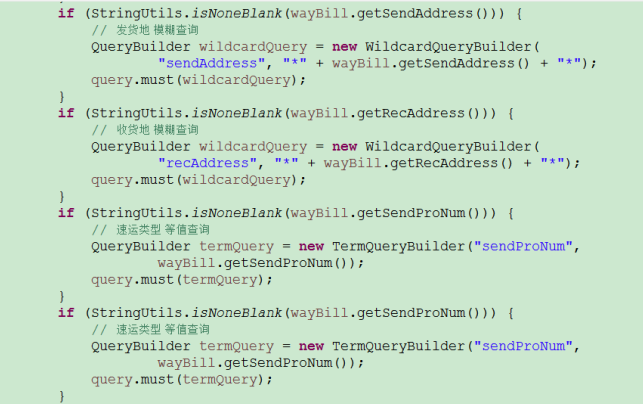 if (StringUtils.isNoneBlank(wayBill.getSendAddress())) {
// 发货地 模糊查询
QueryBuilder wildcardQuery = new WildcardQueryBuilder(
"sendAddress", "*" + wayBill.getSendAddress() + "*");
query.must(wildcardQuery);
}
if (StringUtils.isNoneBlank(wayBill.getRecAddress())) {
// 收货地 模糊查询
QueryBuilder wildcardQuery = new WildcardQueryBuilder(
"recAddress", "*" + wayBill.getRecAddress() + "*");
query.must(wildcardQuery);
}
if (StringUtils.isNoneBlank(wayBill.getSendProNum())) {
// 速运类型 等值查询
QueryBuilder termQuery = new TermQueryBuilder("sendProNum",
wayBill.getSendProNum());
query.must(termQuery);
}
if (StringUtils.isNoneBlank(wayBill.getSendProNum())) {
// 速运类型 等值查询
QueryBuilder termQuery = new TermQueryBuilder("sendProNum",
wayBill.getSendProNum());
query.must(termQuery);
}